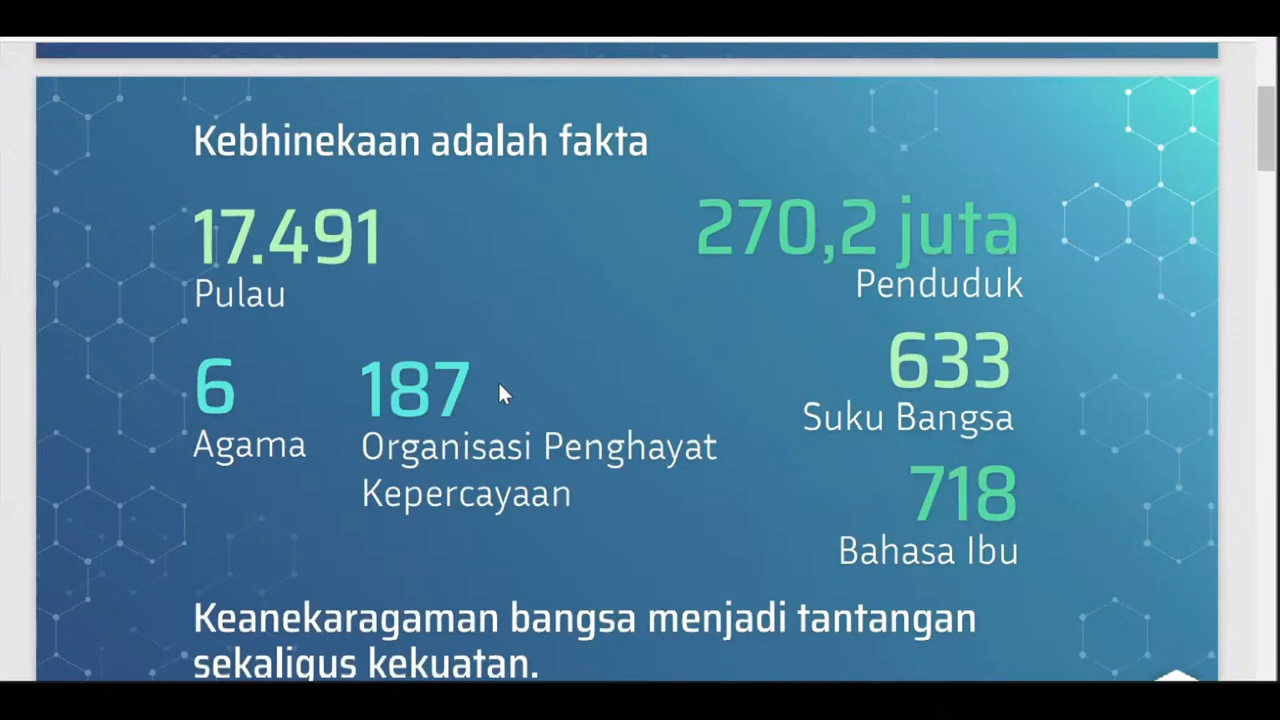 Kebhinekaan adalah fakta
17.491
Pulau
270,2 juta
Penduduk
6
Agama
187
Organisasi Penghayat
Kepercayaan
633
Suku Bangsa
718
Bahasa Ibu
Keanekaragaman bangsa menjadi tantangan
sekaligus kekuatan.